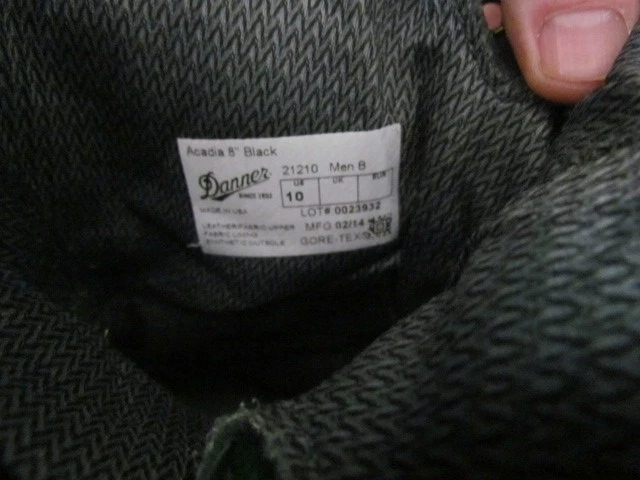 Acadia 8" Black
Danner 21210 Men B
SINCE 1932
US UK EUR
10
MADE IN USA LOT# 0023932
LEATHER/FABRIC UPPER MFG 02/14
FABRIC LINING
SYNTHETIC OUTSOLE GORE-TEX